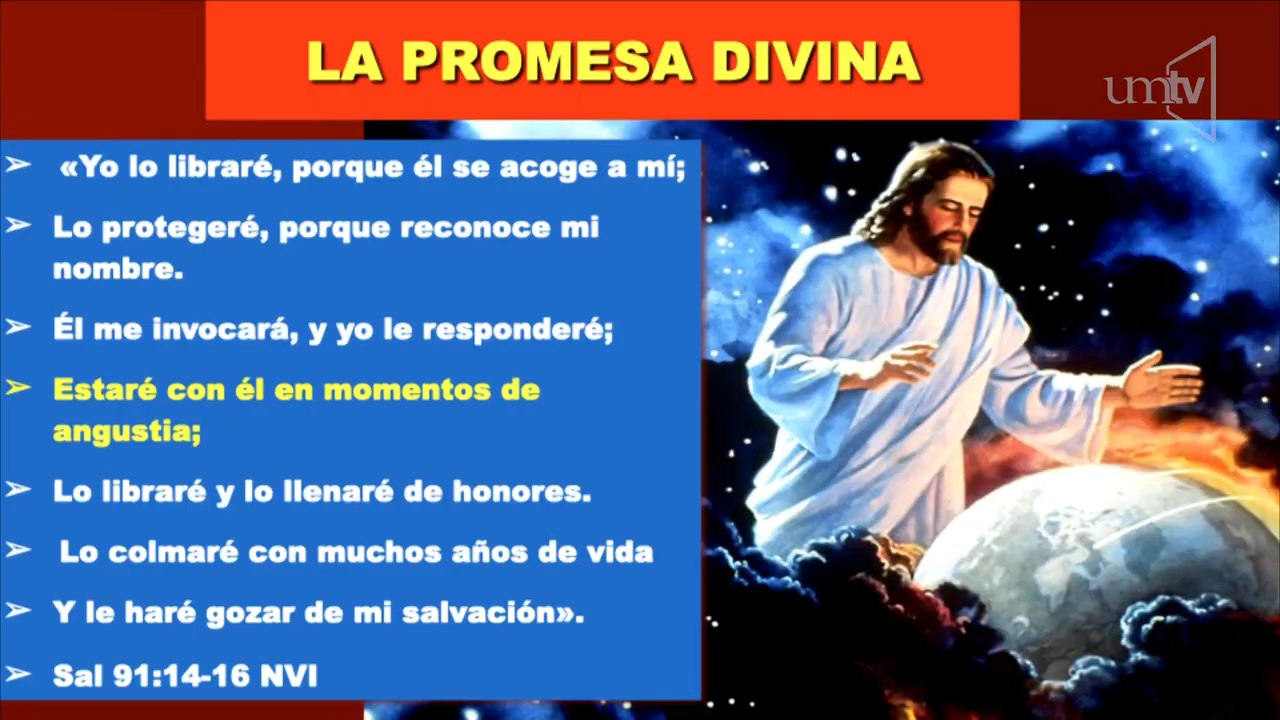 LA PROMESA DIVINA
umtv
«Yo lo libraré, porque él se acoge a mí;
Lo protegeré, porque reconoce mi
nombre.
Él me invocará, y yo le responderé;
Estaré con él en momentos de
angustia;
Lo libraré y lo llenaré de honores.
Lo colmaré con muchos años de vida
Y le haré gozar de mi salvación».
Sal 91:14-16 NVI